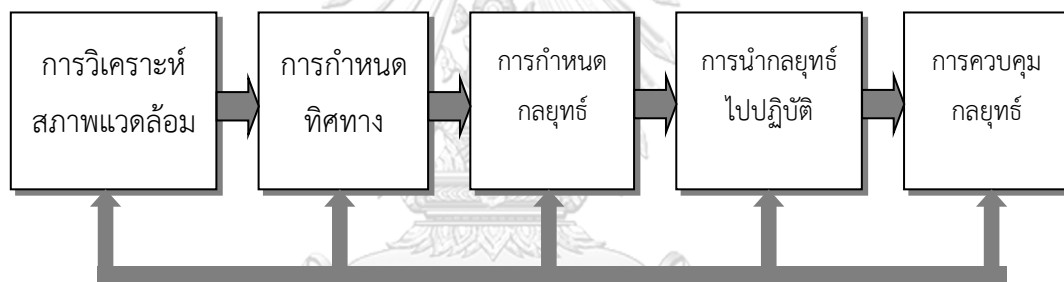 การวิเคราะห์
สภาพแวดล้อม
การกำหนด
ทิศทาง
การกำหนด
กลยุทธ์
การนำกลยุทธ์
ไปปฏิบัติ
การควบคุม
กลยุทธ์